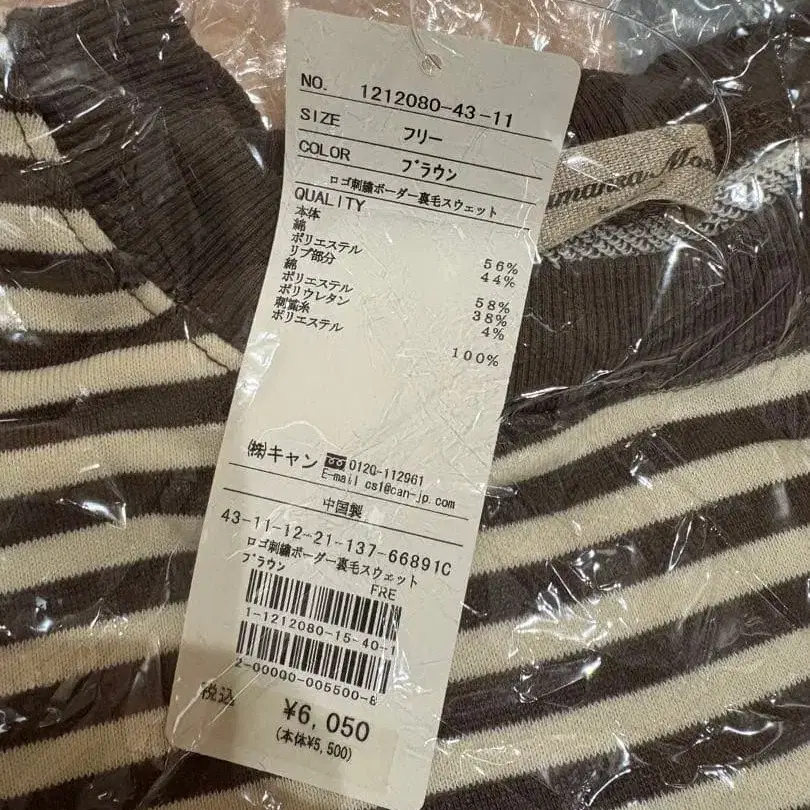 NO. 1212080-43-11
SIZE フリー
COLOR ブラウン
ロゴ刺繍ボーダー裏毛スウェット
QUALITY
本体
綿 56%
ポリエステル 44%
リブ部分
綿 58%
ポリエステル 38%
ポリウレタン 4%
刺繍糸
ポリエステル 100%
㈱キャン 0120-112961
E-mail cs1@can-jp.com
中国製
43-11-12-21-137-66891C
ロゴ刺繍ボーダー裏毛スウェット
ブラウン
FRE
1-1212080-15-40-1
2-00000-005500-8
税込 ¥6,050
(本体¥5,500)